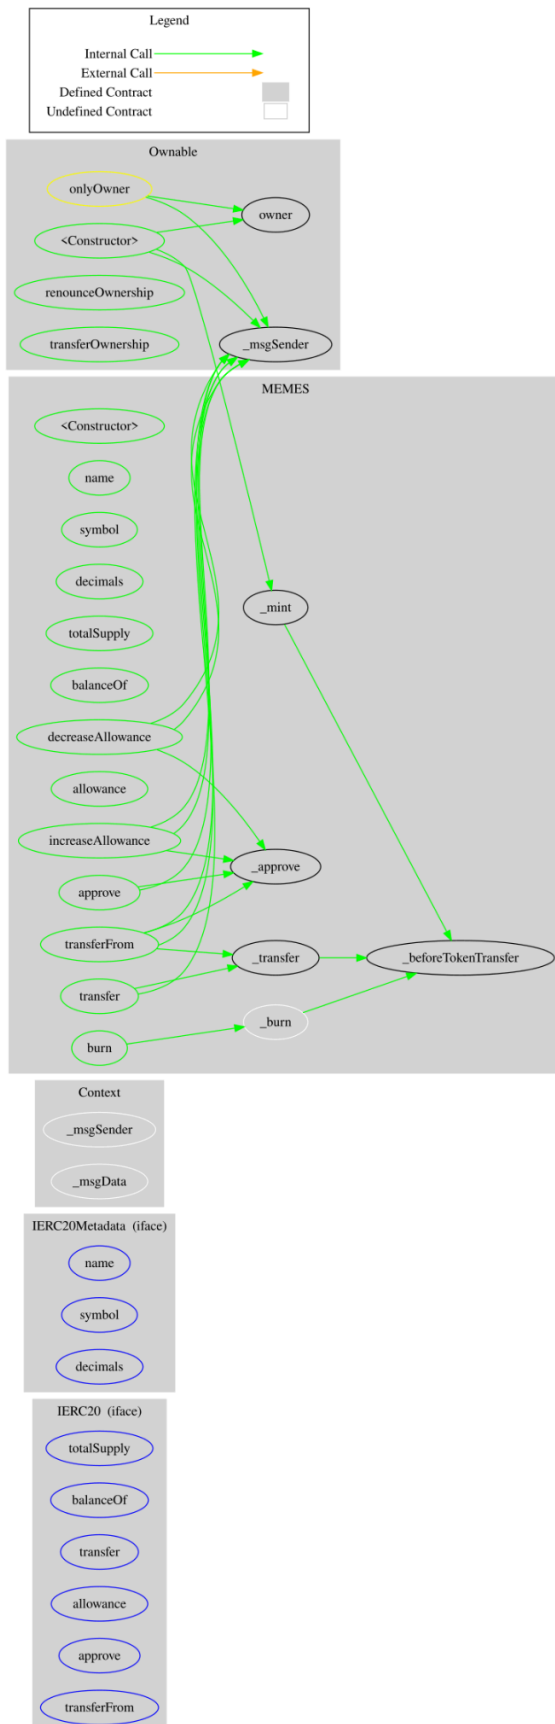 Legend
Internal Call
External Call
Defined Contract
Undefined Contract
Ownable
onlyOwner
owner
<Constructor>
renounceOwnership
transferOwnership
_msgSender
MEMES
<Constructor>
name
symbol
decimals
_mint
totalSupply
balanceOf
decreaseAllowance
allowance
increaseAllowance
_approve
approve
transferFrom
_transfer
_beforeTokenTransfer
transfer
_burn
burn
Context
_msgSender
_msgData
IERC20Metadata (iface)
name
symbol
decimals
IERC20 (iface)
totalSupply
balanceOf
transfer
allowance
approve
transferFrom